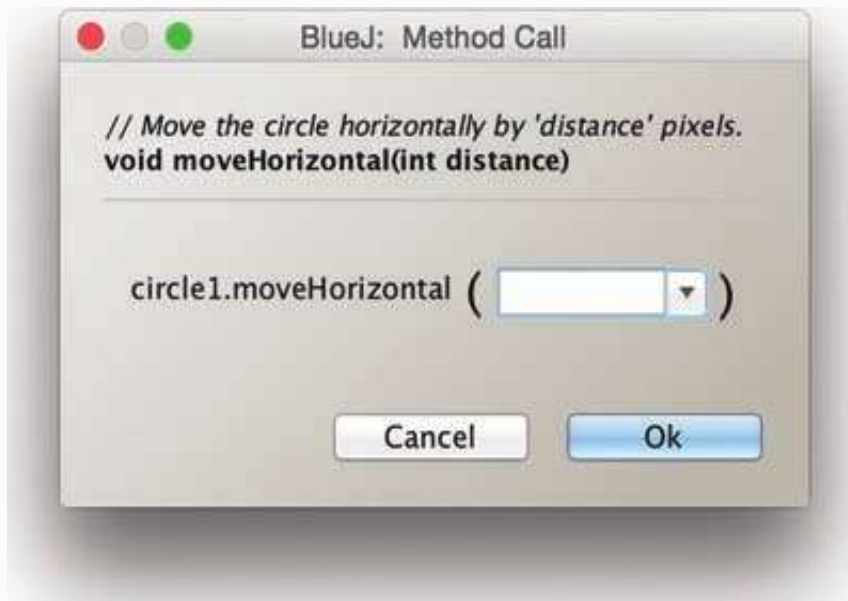 BlueJ: Method Call
// Move the circle horizontally by 'distance' pixels.
void moveHorizontal(int distance)
circle1.moveHorizontal ( )
Cancel Ok